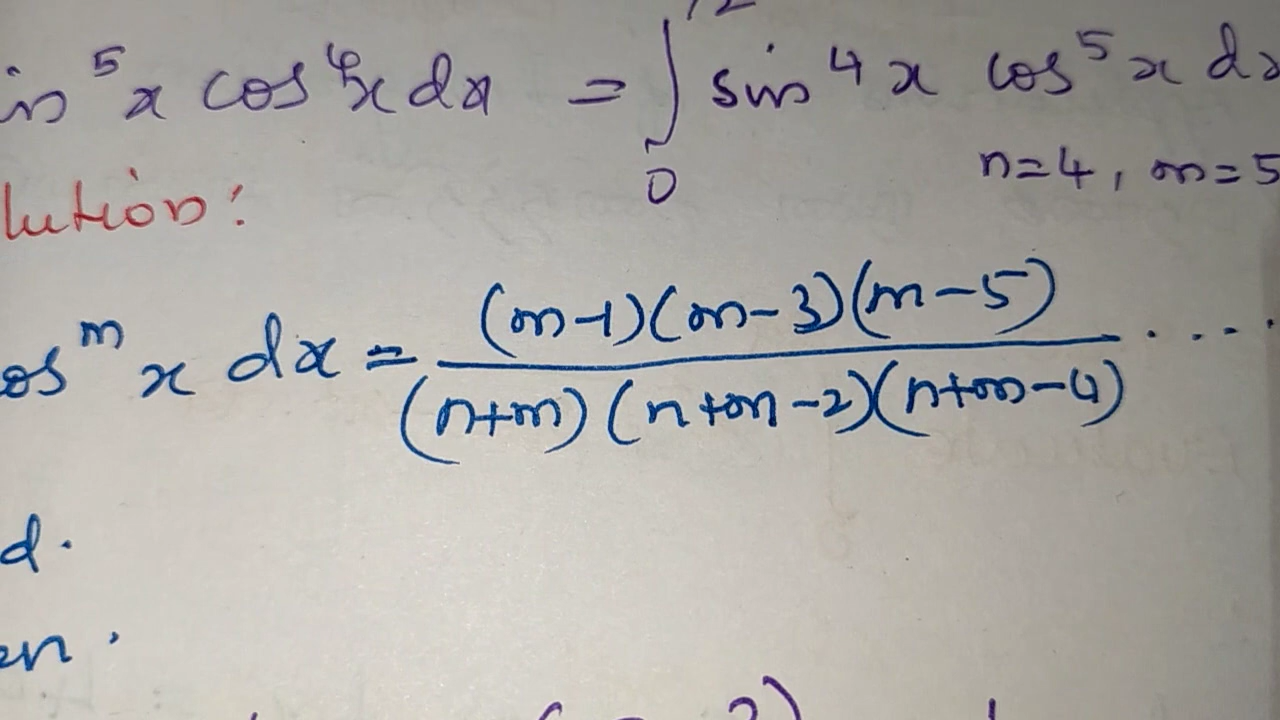 in ⁵x cos⁴x dx = ∫₀ sin⁴x cos⁵x dx
n=4, m=5
lution:
os^m x dx = (m-1)(m-3)(m-5) / (n+m)(n+m-2)(n+m-4) ....
d.
en.